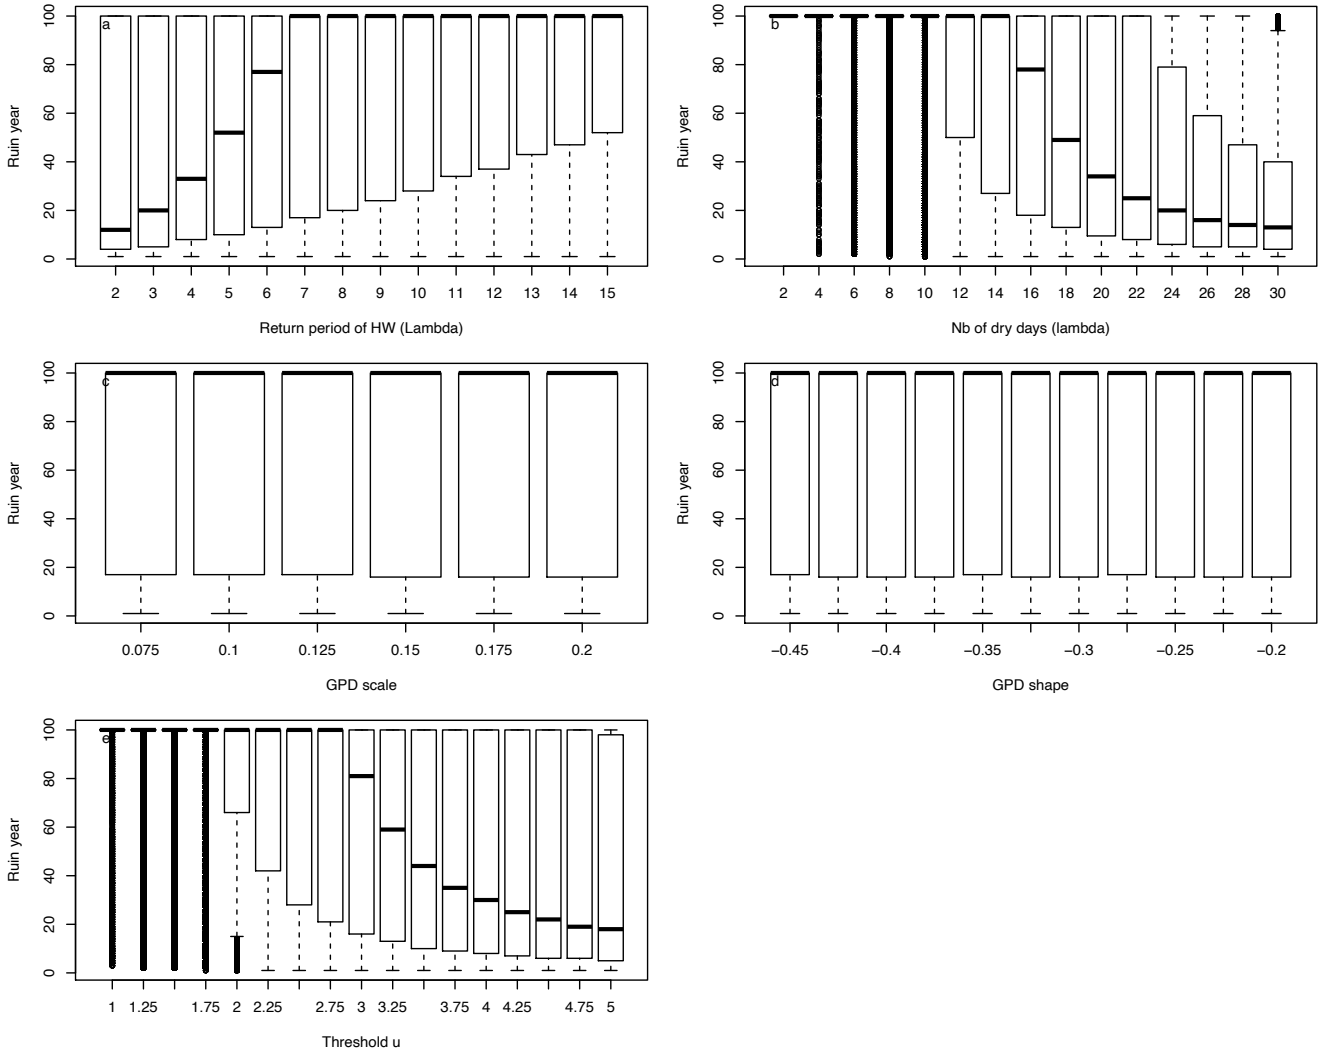 a
Ruin year
100
80
60
40
20
0
2 3 4 5 6 7 8 9 10 11 12 13 14 15
Return period of HW (Lambda)
b
Ruin year
100
80
60
40
20
0
2 4 6 8 10 12 14 16 18 20 22 24 26 28 30
Nb of dry days (lambda)
c
Ruin year
100
80
60
40
20
0
0.075 0.1 0.125 0.15 0.175 0.2
GPD scale
d
Ruin year
100
80
60
40
20
0
−0.45 −0.4 −0.35 −0.3 −0.25 −0.2
GPD shape
e
Ruin year
100
80
60
40
20
0
1 1.25 1.75 2 2.25 2.75 3 3.25 3.75 4 4.25 4.75 5
Threshold u